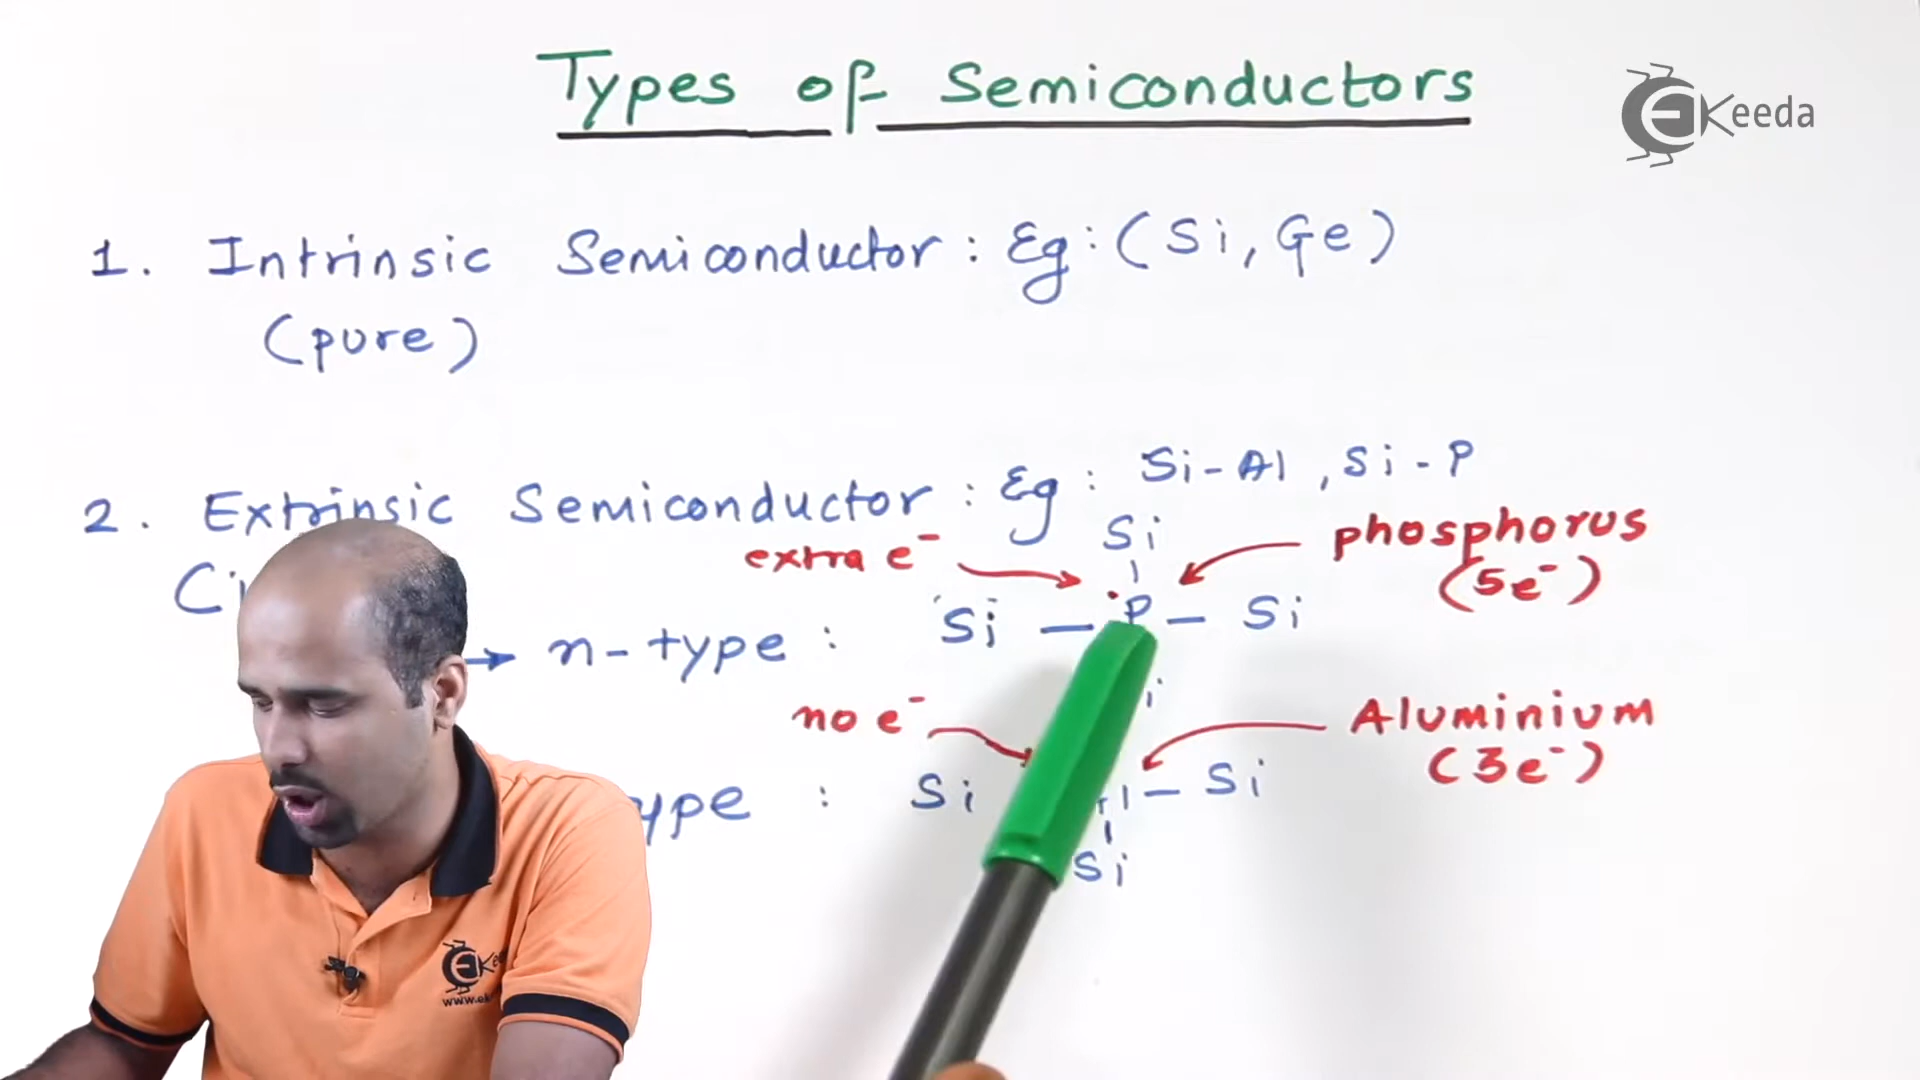 Types of Semiconductors
EKeeda
1. Intrinsic Semiconductor : Eg : (Si, Ge)
(pure)
2. Extrinsic Semiconductor : Eg : Si-Al, Si-P
extra e⁻
Si
phosphorus
(5e⁻)
→ n-type : Si — P — Si
no e⁻
Aluminium
(3e⁻)
ype : Si
— Si
Si